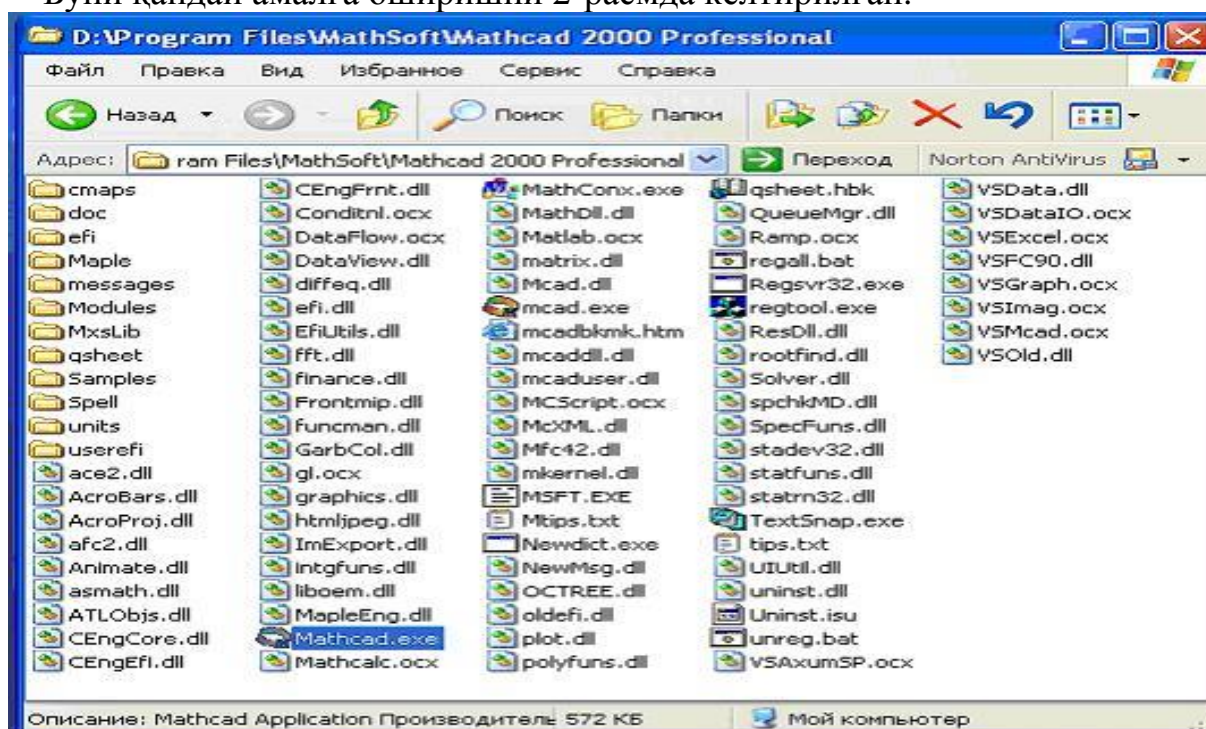 Буни қандай амалга ошириши 2-расмда келтирилган.
D:\Program Files\MathSoft\Mathcad 2000 Professional
Файл Правка Вид Избранное Сервис Справка
Назад Поиск Папки
Адрес: ram Files\MathSoft\Mathcad 2000 Professional Переход Norton AntiVirus
cmaps CEngFrnt.dll MathConx.exe qsheet.hbk VSData.dll
doc Conditnl.ocx MathDll.dll QueueMgr.dll VSDataIO.ocx
efi DataFlow.ocx Matlab.ocx Ramp.ocx VSExcel.ocx
Maple DataView.dll matrix.dll regall.bat VSFC90.dll
messages diffeq.dll Mcad.dll Regsvr32.exe VSGraph.ocx
Modules efi.dll mcad.exe regtool.exe VSImag.ocx
MxsLib EfiUtils.dll mcadbkmk.htm ResDll.dll VSMcad.ocx
qsheet fft.dll mcaddll.dll rootfind.dll VSOld.dll
Samples finance.dll mcaduser.dll Solver.dll
Spell Frontmip.dll MCScript.ocx spchkMD.dll
units funcman.dll McXML.dll SpecFuns.dll
userefi GarbCol.dll Mfc42.dll stadev32.dll
ace2.dll gl.ocx mkernel.dll statfuns.dll
AcroBars.dll graphics.dll MSFT.EXE statrn32.dll
AcroProj.dll htmljpeg.dll Mtips.txt TextSnap.exe
afc2.dll ImExport.dll Newdict.exe tips.txt
Animate.dll intgfuns.dll NewMsg.dll UIUtil.dll
asmath.dll liboem.dll OCTREE.dll uninst.dll
ATLObjs.dll MapleEng.dll oldefi.dll Uninst.isu
CEngCore.dll Mathcad.exe plot.dll unreg.bat
CEngEfi.dll Mathcalc.ocx polyfuns.dll VSAxumSP.ocx
Описание: Mathcad Application Производитель 572 КБ Мой компьютер